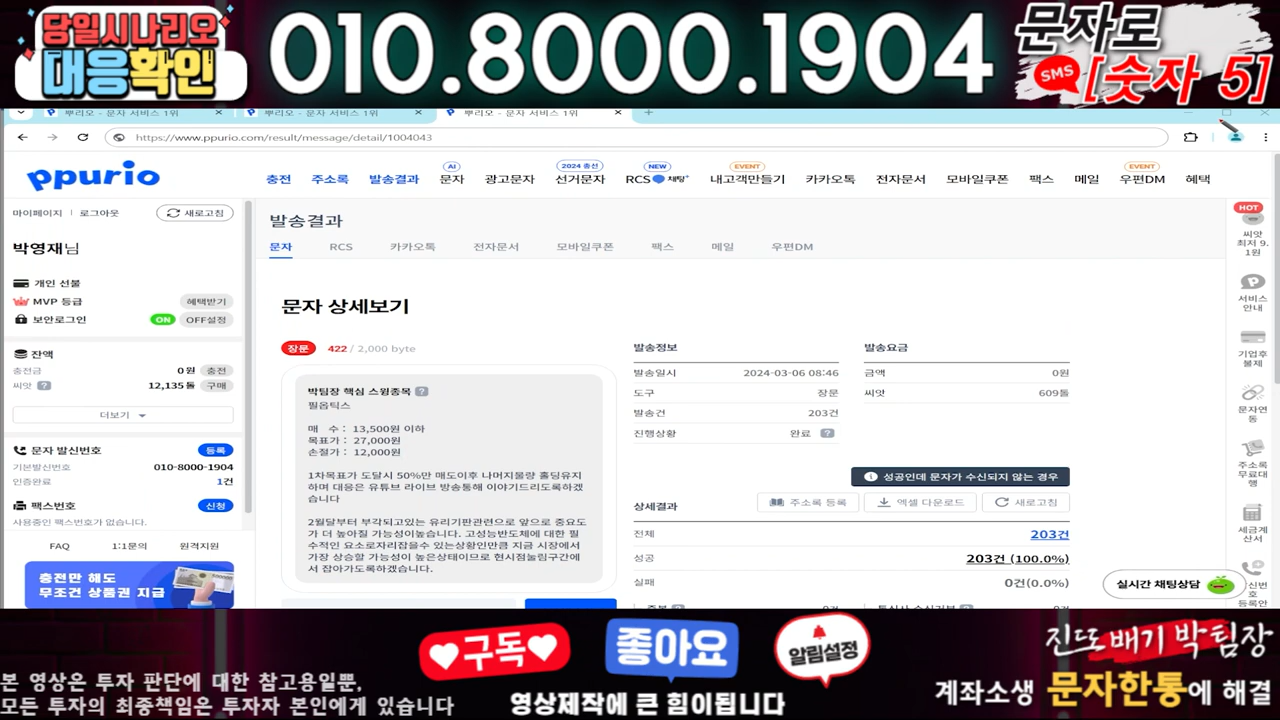 당일시나리오
대응확인
010.8000.1904
문자로
SMS
[숫자 5]
뿌리오 - 문자 서비스 1위
뿌리오 - 문자 서비스 1위
뿌리오 - 문자 서비스 1위
https://www.ppurio.com/result/message/detail/1004043
ppurio
충전 주소록 발송결과 AI 문자 광고문자 2024 총선 선거문자 NEW RCS 채팅+ EVENT 내고객만들기 카카오톡 전자문서 모바일쿠폰 팩스 메일 EVENT 우편DM 혜택
마이페이지 | 로그아웃 새로고침
박영재님
개인 선불
MVP 등급 혜택받기
보안로그인 ON OFF설정
잔액
충전금 0원 충전
씨앗 ? 12,135톨 구매
더보기
문자 발신번호 등록
기본발신번호 010-8000-1904
인증완료 1건
팩스번호 신청
사용중인 팩스번호가 없습니다.
FAQ 1:1문의 원격지원
충전만 해도
무조건 상품권 지급
발송결과
문자 RCS 카카오톡 전자문서 모바일쿠폰 팩스 메일 우편DM
문자 상세보기
장문 422 / 2,000 byte
박팀장 핵심 스윙종목 ?
필옵틱스
매 수 : 13,500원 이하
목표가 : 27,000원
손절가 : 12,000원
1차목표가 도달시 50%만 매도이후 나머지물량 홀딩유지
하며 대응은 유튜브 라이브 방송통해 이야기드리도록하겠
습니다
2월달부터 부각되고있는 유리기판관련으로 앞으로 중요도
가 더 높아질 가능성이높습니다. 고성능반도체에 대한 필
수적인 요소로자리잡을수 있는상황인만큼 지금 시장에서
가장 상승할 가능성이 높은상태이므로 현시점눌림구간에
서 잡아가도록하겠습니다.
발송정보
발송일시 2024-03-06 08:46
도구 장문
발송건 203건
진행상황 완료 ?
발송요금
금액 0원
씨앗 609톨
성공인데 문자가 수신되지 않는 경우
상세결과 주소록 등록 엑셀 다운로드 새로고침
전체 203건
성공 203건 (100.0%)
실패 0건(0.0%)
HOT
씨앗
최저 9.
1원
서비스
안내
기업후
불제
문자연
동
주소록
무료대
행
세금계
산서
등록안
실시간 채팅상담
본 영상은 투자 판단에 대한 참고용일뿐,
모든 투자의 최종책임은 투자자 본인에게 있습니다
구독
좋아요
알림설정
영상제작에 큰 힘이됩니다
진또배기 박팀장
계좌소생 문자한통에 해결